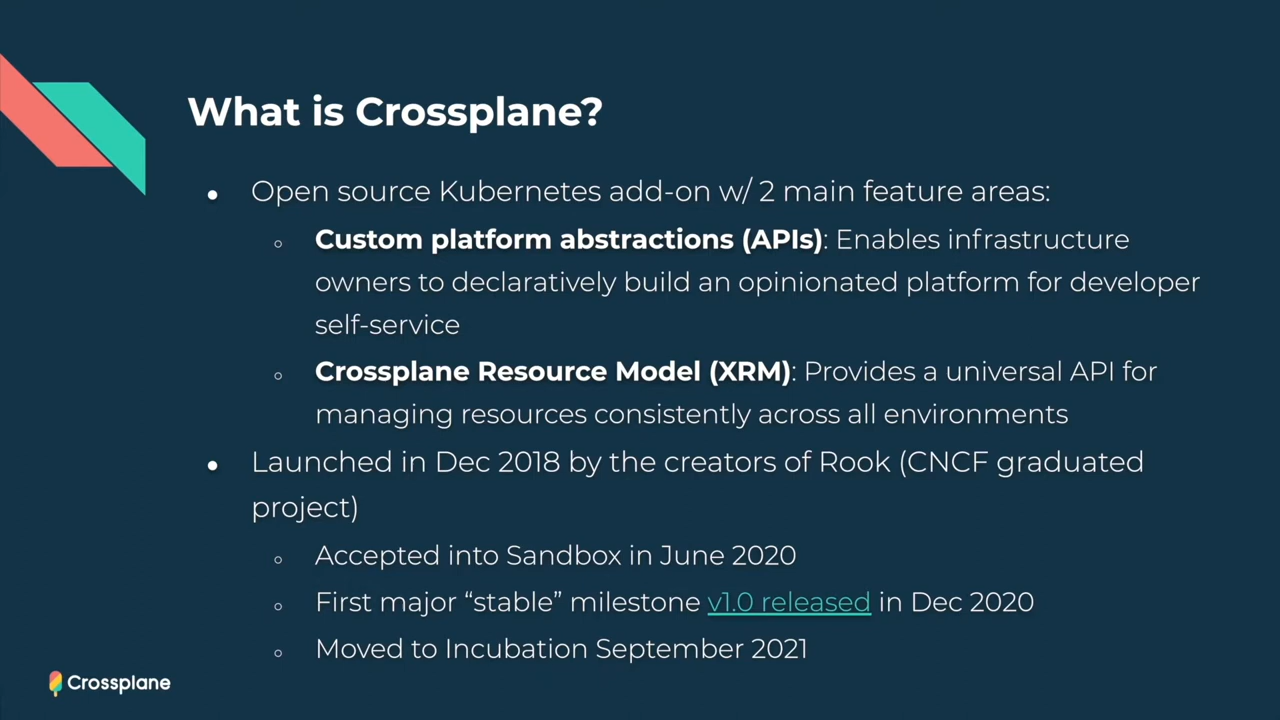 What is Crossplane?
● Open source Kubernetes add-on w/ 2 main feature areas:
○ Custom platform abstractions (APIs): Enables infrastructure
owners to declaratively build an opinionated platform for developer
self-service
○ Crossplane Resource Model (XRM): Provides a universal API for
managing resources consistently across all environments
● Launched in Dec 2018 by the creators of Rook (CNCF graduated
project)
○ Accepted into Sandbox in June 2020
○ First major “stable” milestone v1.0 released in Dec 2020
○ Moved to Incubation September 2021
Crossplane